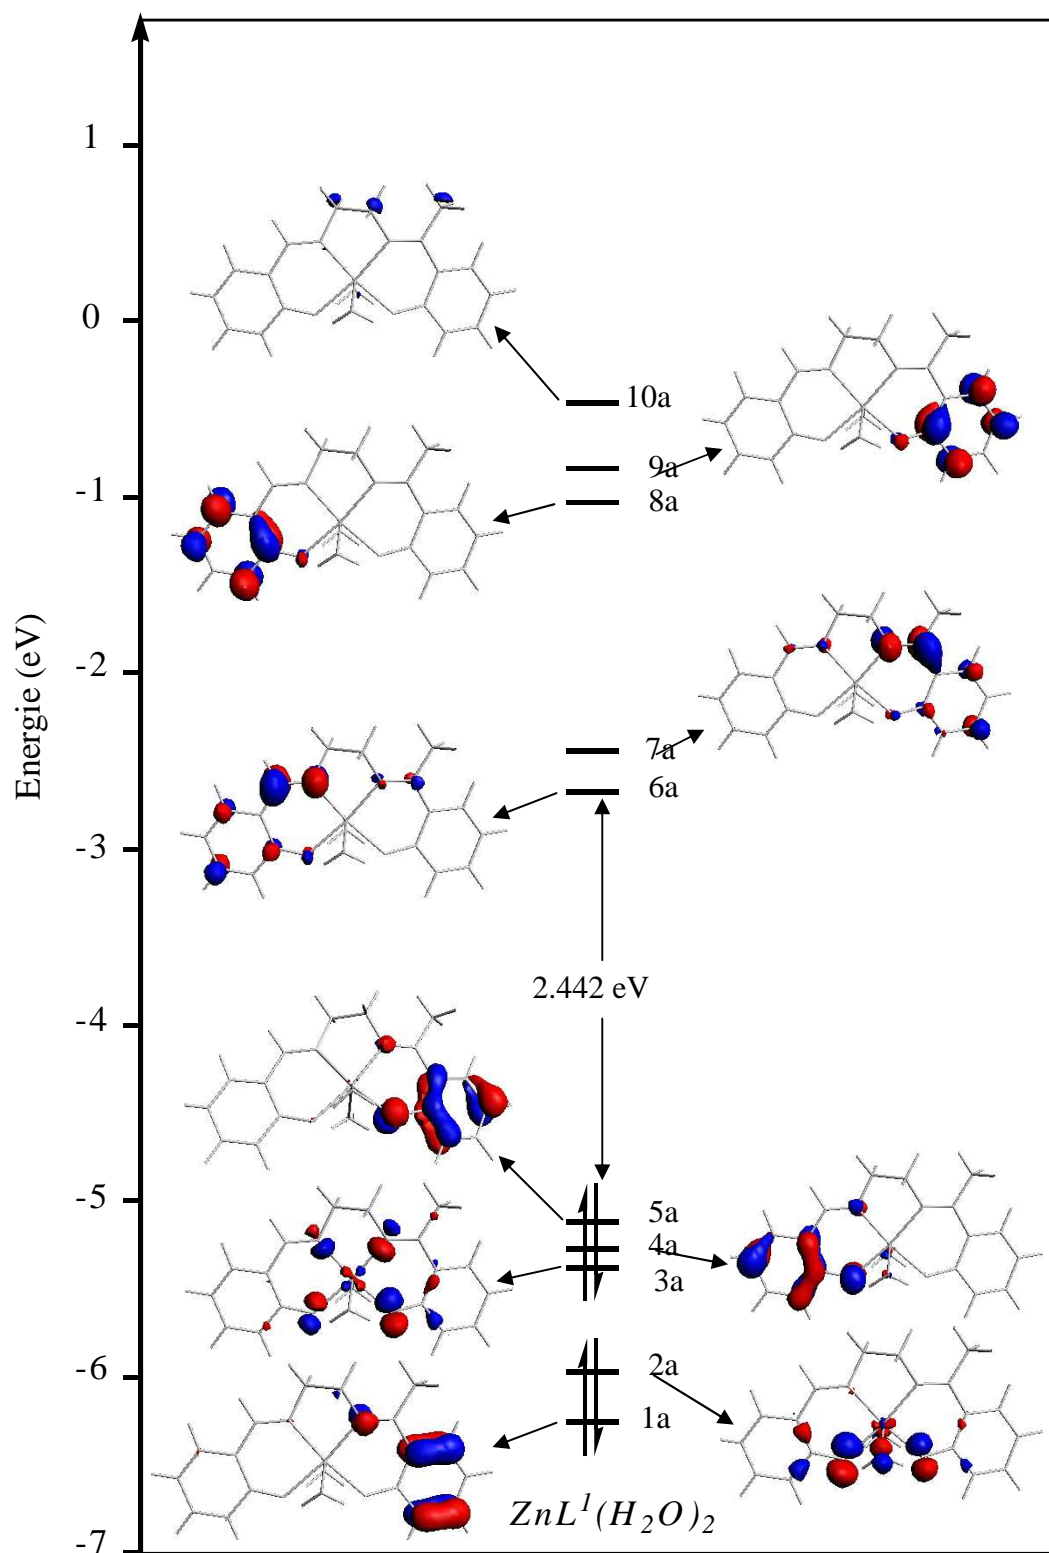 1
0
10a
9a
-1
8a
Energie (eV)
-2
7a
6a
-3
2.442 eV
-4
-5
5a
4a
3a
-6
2a
1a
ZnL¹(H₂O)₂
-7